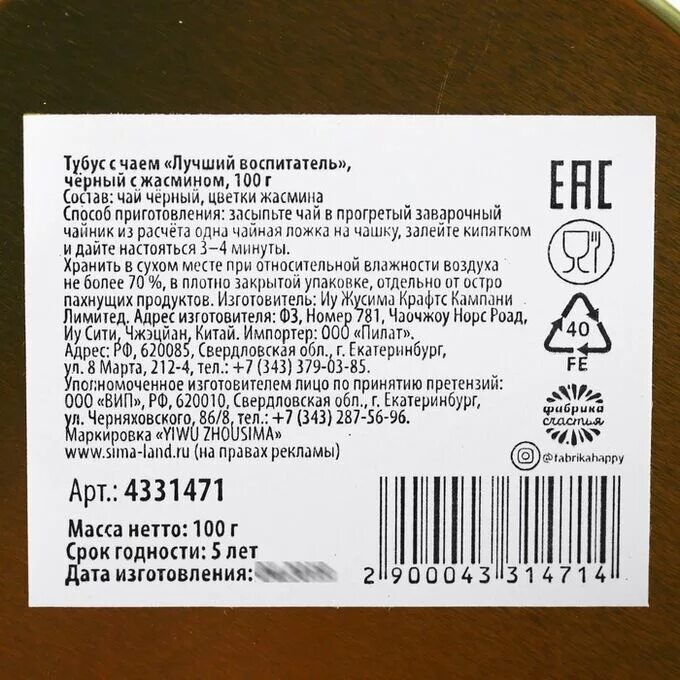 Тубус с чаем «Лучший воспитатель»,
чёрный с жасмином, 100 г
Состав: чай чёрный, цветки жасмина
Способ приготовления: засыпьте чай в прогретый заварочный
чайник из расчёта одна чайная ложка на чашку, залейте кипятком
и дайте настояться 3–4 минуты.
Хранить в сухом месте при относительной влажности воздуха
не более 70 %, в плотно закрытой упаковке, отдельно от остро
пахнущих продуктов. Изготовитель: Иу Жусима Крафтс Кампани
Лимитед. Адрес изготовителя: Ф3, Номер 781, Чаочжоу Норс Роад,
Иу Сити, Чжэцйан, Китай. Импортер: ООО «Пилат».
Адрес: РФ, 620085, Свердловская обл., г. Екатеринбург,
ул. 8 Марта, 212-4, тел.: +7 (343) 379-03-85.
Уполномоченное изготовителем лицо по принятию претензий:
ООО «ВИП», РФ, 620010, Свердловская обл., г. Екатеринбург,
ул. Черняховского, 86/8, тел.: +7 (343) 287-56-96.
Маркировка «YIWU ZHOUSIMA»
www.sima-land.ru (на правах рекламы)
Арт.: 4331471
Масса нетто: 100 г
Срок годности: 5 лет
Дата изготовления:
EAC
40
FE
фабрика
счастья
@fabrikahappy
2 900043 314714